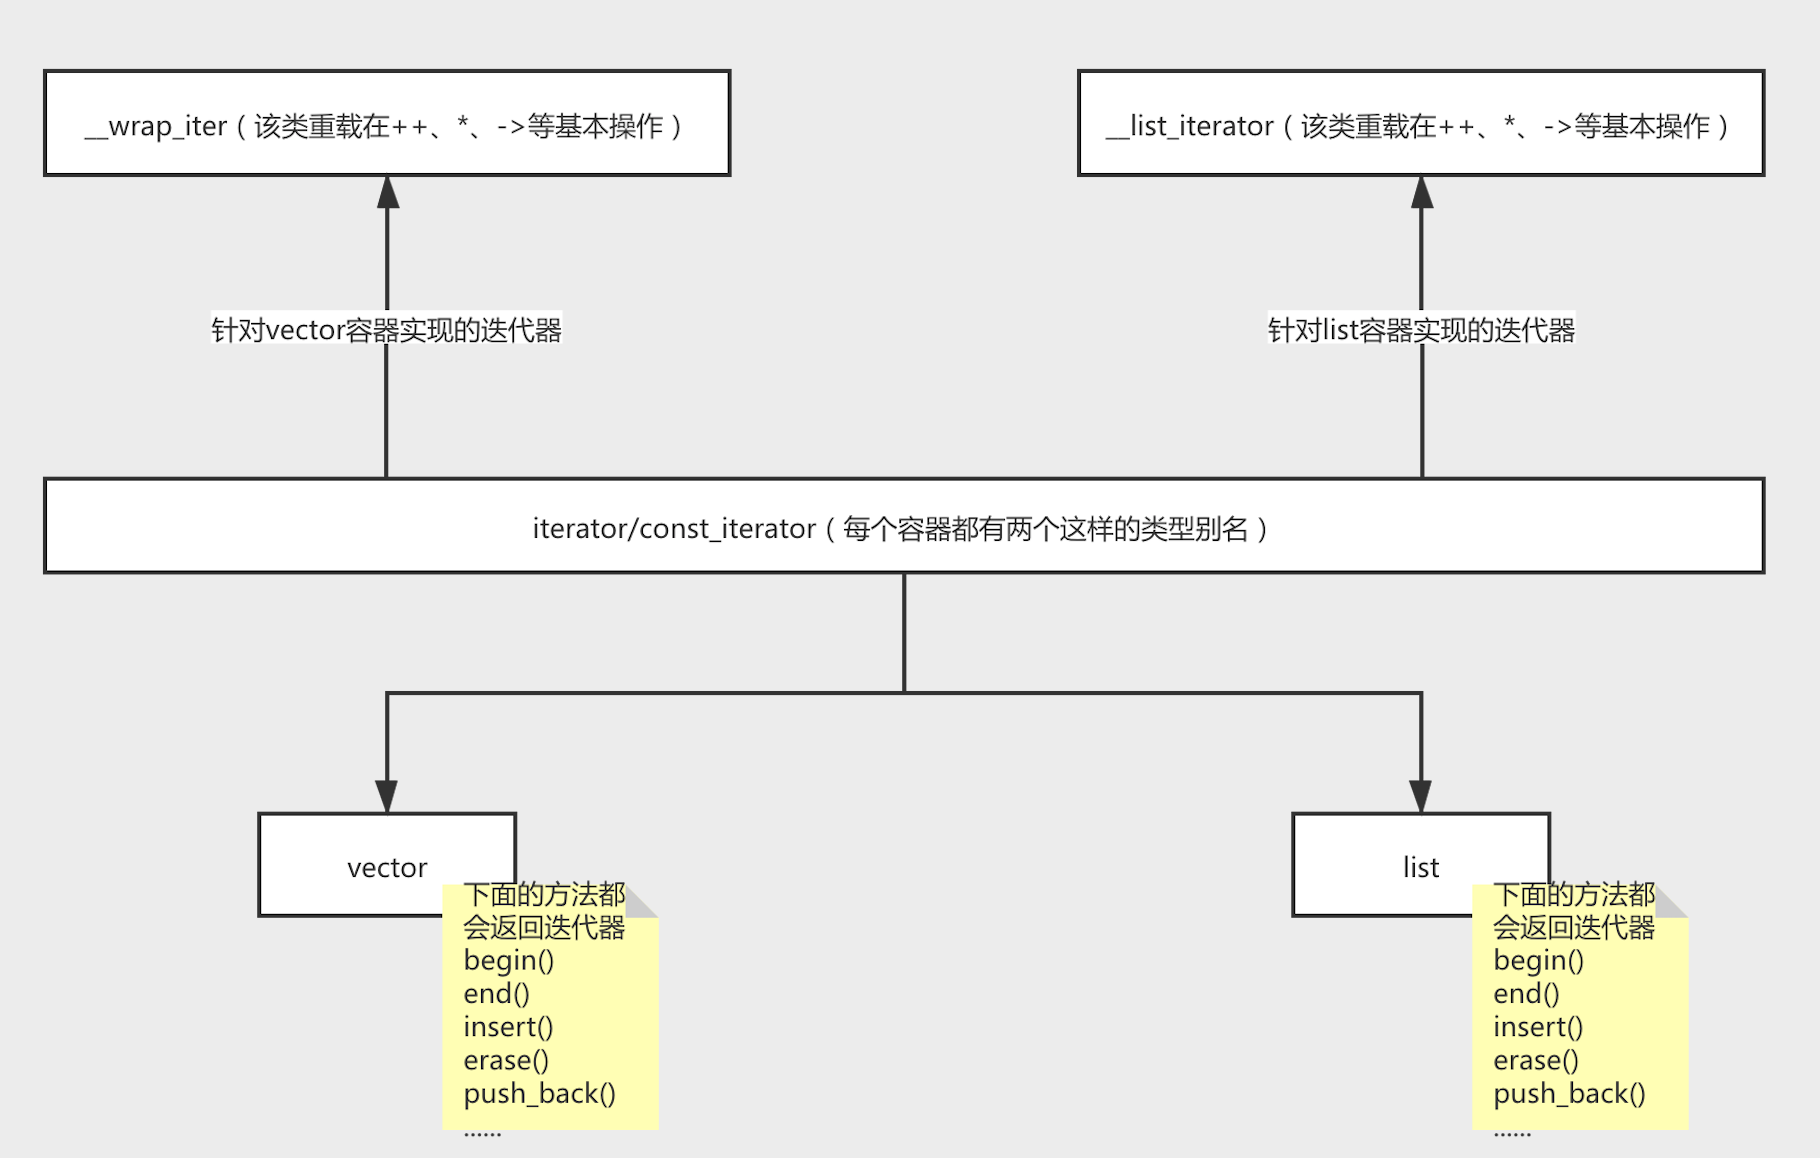 __wrap_iter（该类重载在++、*、->等基本操作）
__list_iterator（该类重载在++、*、->等基本操作）
针对vector容器实现的迭代器
针对list容器实现的迭代器
iterator/const_iterator（每个容器都有两个这样的类型别名）
vector
下面的方法都
会返回迭代器
begin()
end()
insert()
erase()
push_back()
......
list
下面的方法都
会返回迭代器
begin()
end()
insert()
erase()
push_back()
......